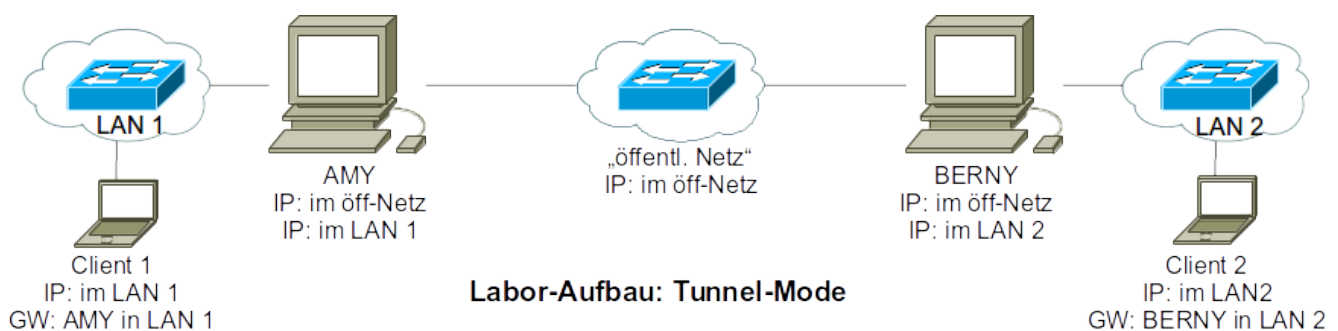 LAN 1
Client 1
IP: im LAN 1
GW: AMY in LAN 1
AMY
IP: im öff-Netz
IP: im LAN 1
„öffentl. Netz“
IP: im öff-Netz
BERNY
IP: im öff-Netz
IP: im LAN 2
LAN 2
Client 2
IP: im LAN2
GW: BERNY in LAN 2
Labor-Aufbau: Tunnel-Mode